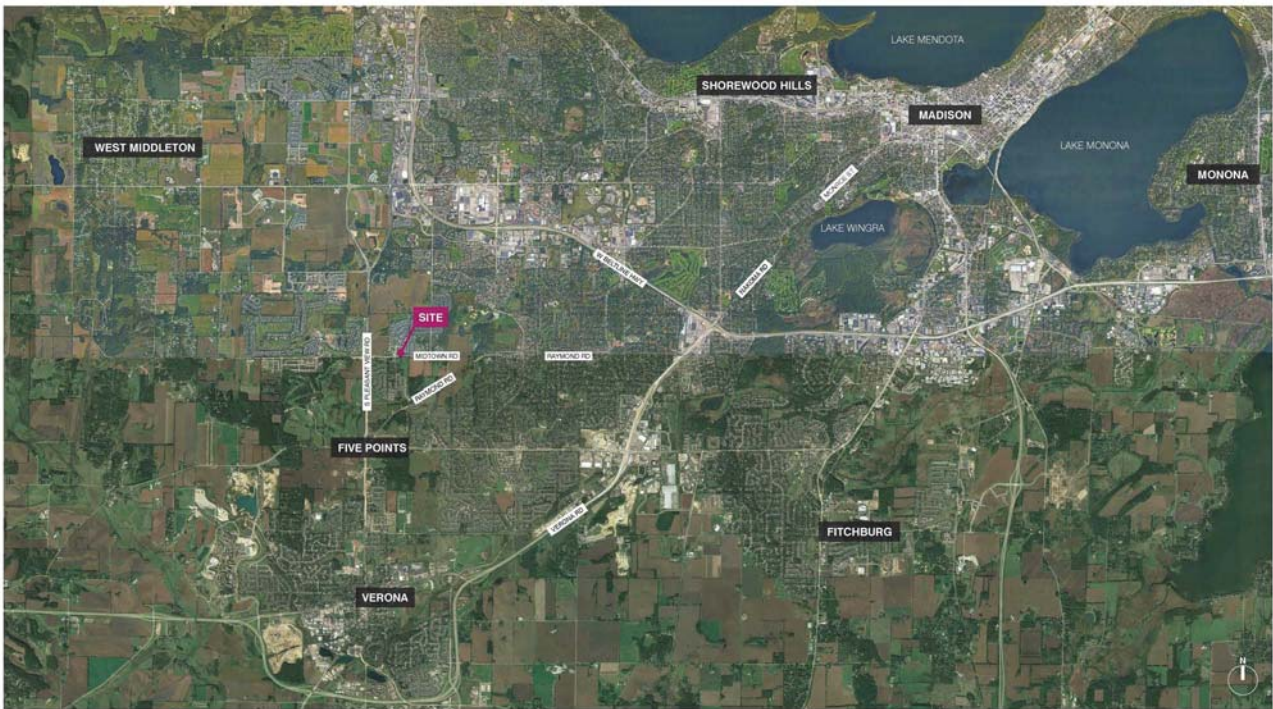 LAKE MENDOTA
SHOREWOOD HILLS
MADISON
WEST MIDDLETON
LAKE MONONA
MONONA
MONROE ST
LAKE WINGRA
W BELTLINE HWY
NAKOMA RD
SITE
S PLEASANT VIEW RD
MIDTOWN RD
RAYMOND RD
RAYMOND RD
FIVE POINTS
VERONA RD
FITCHBURG
VERONA
N